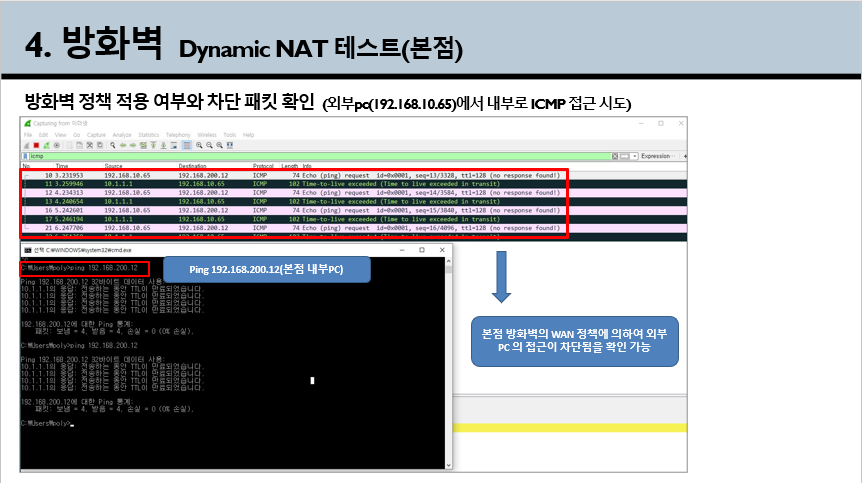 4. 방화벽 Dynamic NAT 테스트(본점)
방화벽 정책 적용 여부와 차단 패킷 확인 (외부pc(192.168.10.65)에서 내부로 ICMP 접근 시도)
Capturing from 이더넷
File Edit View Go Capture Analyze Statistics Telephony Wireless Tools Help
icmp Expression… +
No. Time Source Destination Protocol Length Info
10 3.231953 192.168.10.65 192.168.200.12 ICMP 74 Echo (ping) request id=0x0001, seq=13/3328, ttl=128 (no response found!)
11 3.259946 10.1.1.1 192.168.10.65 ICMP 102 Time-to-live exceeded (Time to live exceeded in transit)
12 4.234313 192.168.10.65 192.168.200.12 ICMP 74 Echo (ping) request id=0x0001, seq=14/3584, ttl=128 (no response found!)
13 4.240654 10.1.1.1 192.168.10.65 ICMP 102 Time-to-live exceeded (Time to live exceeded in transit)
16 5.242601 192.168.10.65 192.168.200.12 ICMP 74 Echo (ping) request id=0x0001, seq=15/3840, ttl=128 (no response found!)
17 5.246194 10.1.1.1 192.168.10.65 ICMP 102 Time-to-live exceeded (Time to live exceeded in transit)
21 6.247706 192.168.10.65 192.168.200.12 ICMP 74 Echo (ping) request id=0x0001, seq=16/4096, ttl=128 (no response found!)
선택 C:₩WINDOWS₩system32₩cmd.exe
C:₩Users₩poly>ping 192.168.200.12
Ping 192.168.200.12(본점 내부PC)
Ping 192.168.200.12 32바이트 데이터 사용:
10.1.1.1의 응답: 전송하는 동안 TTL이 만료되었습니다.
10.1.1.1의 응답: 전송하는 동안 TTL이 만료되었습니다.
10.1.1.1의 응답: 전송하는 동안 TTL이 만료되었습니다.
10.1.1.1의 응답: 전송하는 동안 TTL이 만료되었습니다.
192.168.200.12에 대한 Ping 통계:
패킷: 보냄 = 4, 받음 = 4, 손실 = 0 (0% 손실),
C:₩Users₩poly>ping 192.168.200.12
Ping 192.168.200.12 32바이트 데이터 사용:
10.1.1.1의 응답: 전송하는 동안 TTL이 만료되었습니다.
10.1.1.1의 응답: 전송하는 동안 TTL이 만료되었습니다.
10.1.1.1의 응답: 전송하는 동안 TTL이 만료되었습니다.
10.1.1.1의 응답: 전송하는 동안 TTL이 만료되었습니다.
192.168.200.12에 대한 Ping 통계:
패킷: 보냄 = 4, 받음 = 4, 손실 = 0 (0% 손실),
C:₩Users₩poly>
본점 방화벽의 WAN 정책에 의하여 외부
PC 의 접근이 차단됨을 확인 가능